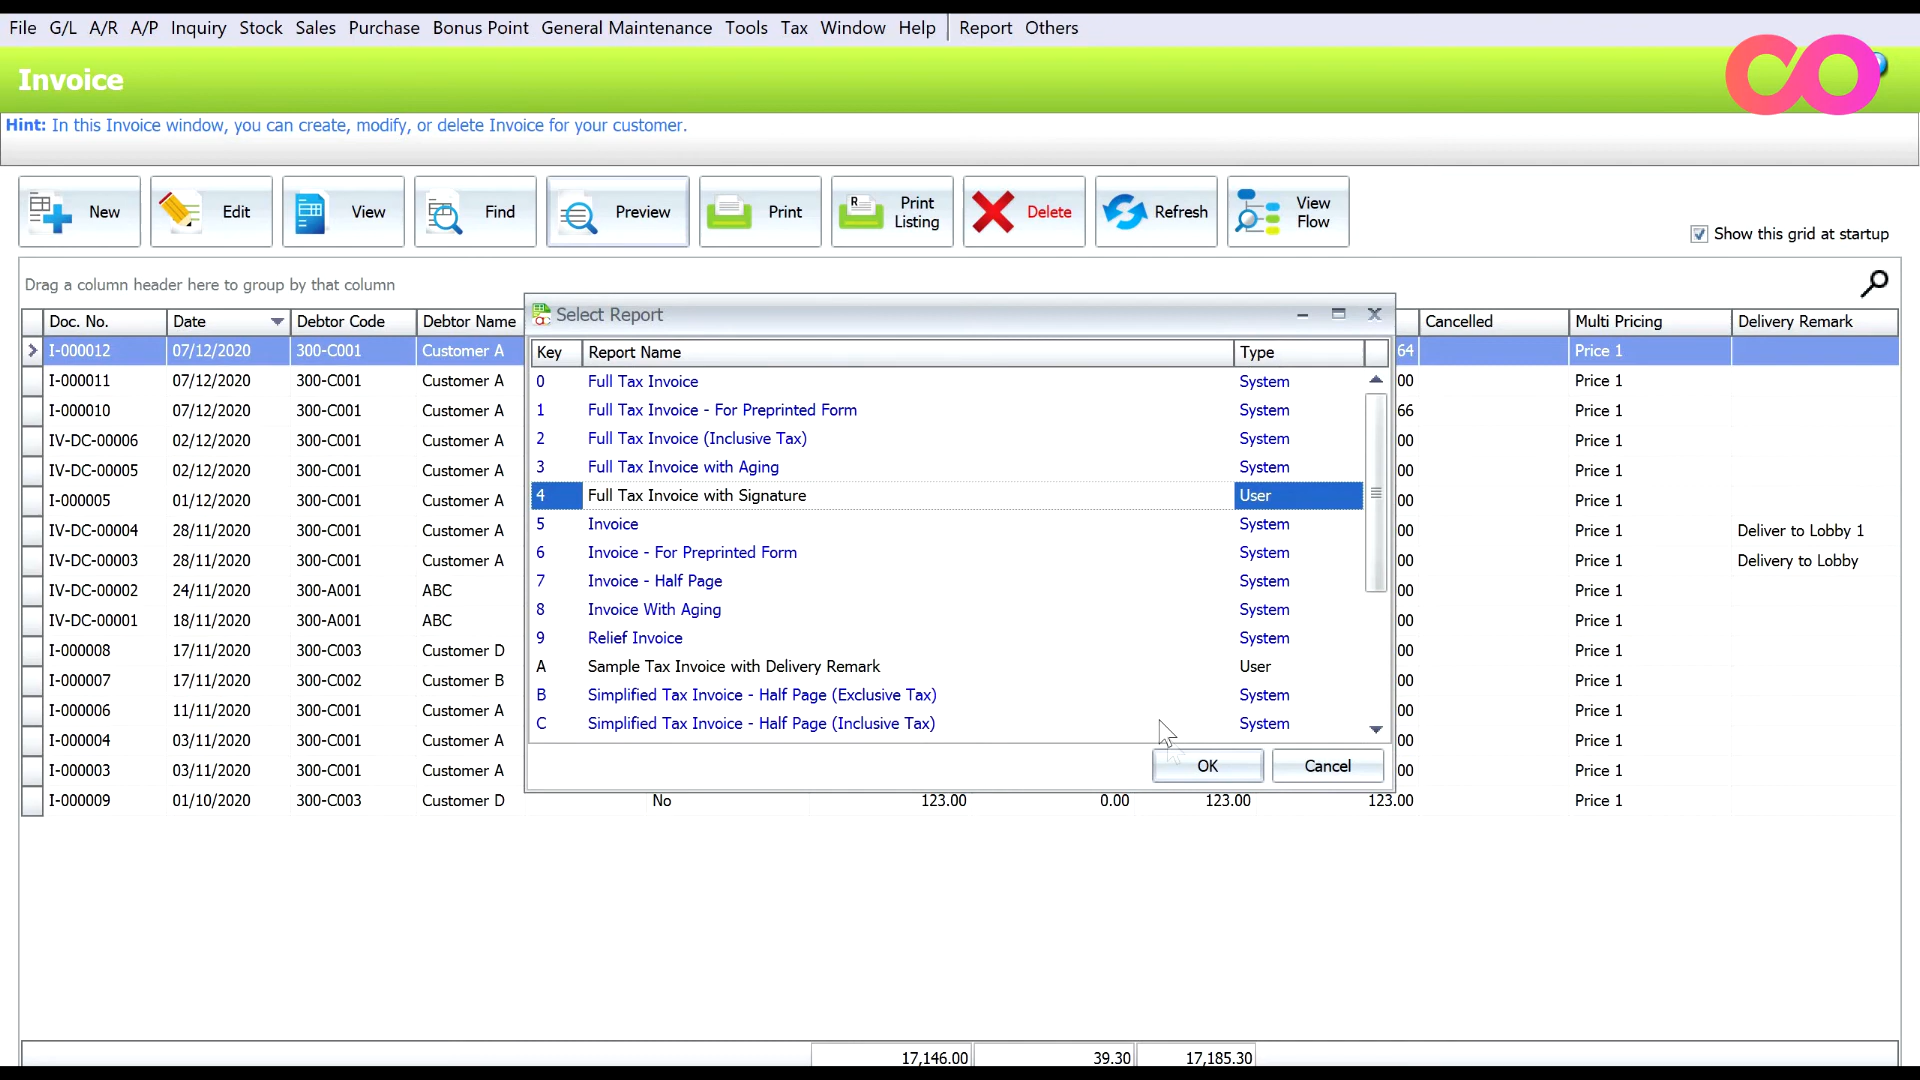 File G/L A/R A/P Inquiry Stock Sales Purchase Bonus Point General Maintenance Tools Tax Window Help Report Others
Invoice
Hint: In this Invoice window, you can create, modify, or delete Invoice for your customer.
New Edit View Find Preview Print Print Listing Delete Refresh View Flow
Show this grid at startup
Drag a column header here to group by that column
Select Report
Doc. No. Date Debtor Code Debtor Name Cancelled Multi Pricing Delivery Remark
Key Report Name Type
I-000012 07/12/2020 300-C001 Customer A 64 Price 1
I-000011 07/12/2020 300-C001 Customer A 00 Price 1
I-000010 07/12/2020 300-C001 Customer A 66 Price 1
IV-DC-00006 02/12/2020 300-C001 Customer A 00 Price 1
IV-DC-00005 02/12/2020 300-C001 Customer A 00 Price 1
I-000005 01/12/2020 300-C001 Customer A 00 Price 1
IV-DC-00004 28/11/2020 300-C001 Customer A 00 Price 1 Deliver to Lobby 1
IV-DC-00003 28/11/2020 300-C001 Customer A 00 Price 1 Delivery to Lobby
IV-DC-00002 24/11/2020 300-A001 ABC 00 Price 1
IV-DC-00001 18/11/2020 300-A001 ABC 00 Price 1
I-000008 17/11/2020 300-C003 Customer D 00 Price 1
I-000007 17/11/2020 300-C002 Customer B 00 Price 1
I-000006 11/11/2020 300-C001 Customer A 00 Price 1
I-000004 03/11/2020 300-C001 Customer A 00 Price 1
I-000003 03/11/2020 300-C001 Customer A 00 Price 1
I-000009 01/10/2020 300-C003 Customer D No 123.00 0.00 123.00 123.00 Price 1
0 Full Tax Invoice System
1 Full Tax Invoice - For Preprinted Form System
2 Full Tax Invoice (Inclusive Tax) System
3 Full Tax Invoice with Aging System
4 Full Tax Invoice with Signature User
5 Invoice System
6 Invoice - For Preprinted Form System
7 Invoice - Half Page System
8 Invoice With Aging System
9 Relief Invoice System
A Sample Tax Invoice with Delivery Remark User
B Simplified Tax Invoice - Half Page (Exclusive Tax) System
C Simplified Tax Invoice - Half Page (Inclusive Tax) System
OK Cancel
17,146.00 39.30 17,185.30